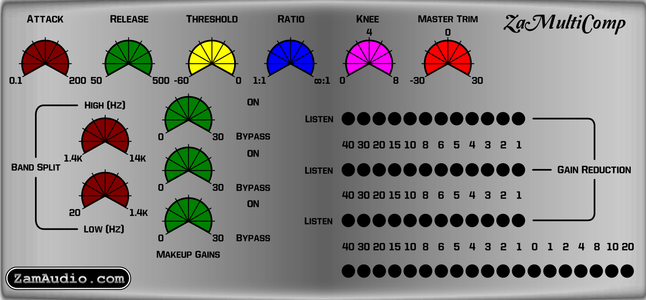 ATTACK RELEASE THRESHOLD RATIO KNEE MASTER TRIM ZaMultiComp
4 0
0.1 200 50 500 -60 0 1:1 ∞:1 0 8 -30 30
HIGH (HZ) ON
LISTEN
0 30 BYPASS
40 30 20 15 10 8 6 5 4 3 2 1
1.4K 14K ON
BAND SPLIT LISTEN GAIN REDUCTION
0 30 BYPASS
40 30 20 15 10 8 6 5 4 3 2 1
20 1.4K ON
LISTEN
LOW (HZ) 0 30 BYPASS
40 30 20 15 10 8 6 5 4 3 2 1 0 1 2 4 8 10 20
MAKEUP GAINS
ZamAudio.com